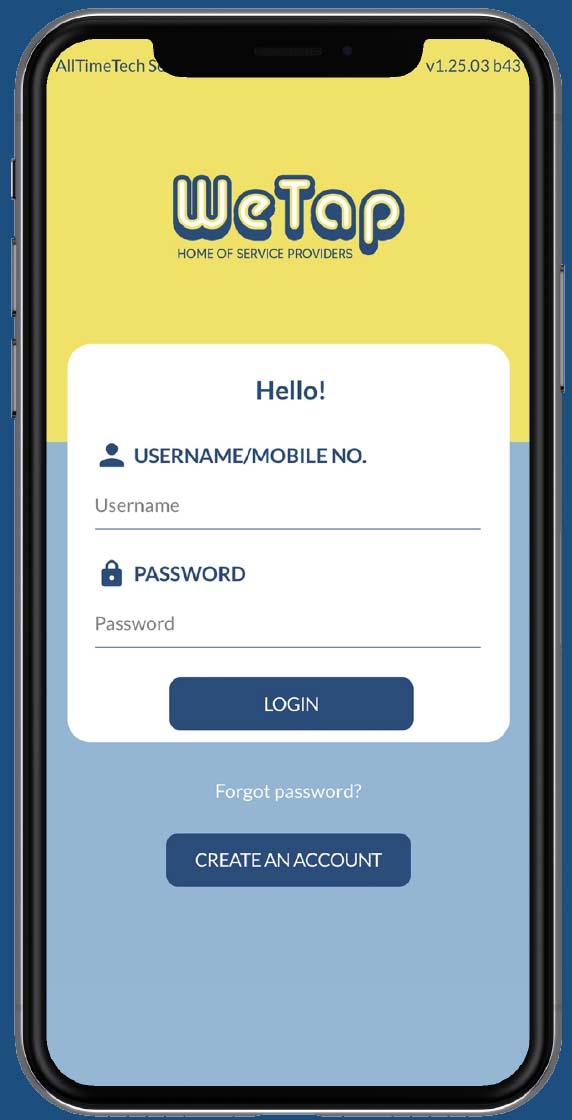 AllTimeTech
v1.25.03 b43
WeTap
HOME OF SERVICE PROVIDERS
Hello!
USERNAME/MOBILE NO.
Username
PASSWORD
Password
LOGIN
Forgot password?
CREATE AN ACCOUNT